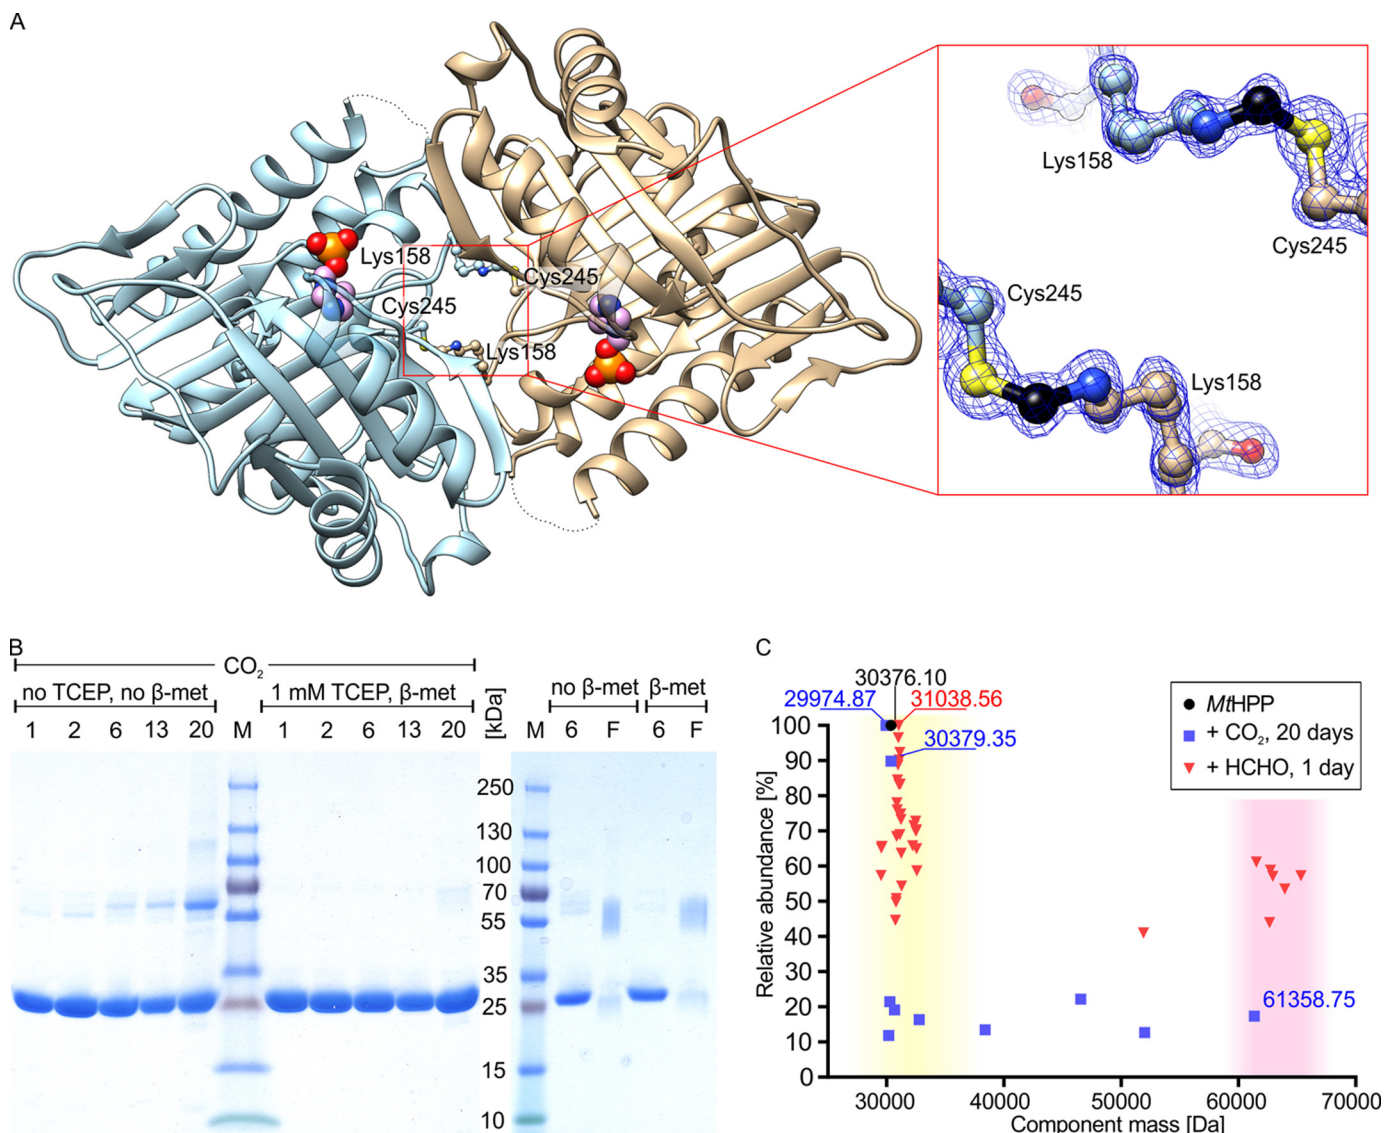 A
Lys158
Cys245
Cys245
Lys158
Lys158
Cys245
Cys245
Lys158
B
CO2
no TCEP, no β-met
1 mM TCEP, β-met
[kDa]
no β-met
β-met
1 2 6 13 20 M 1 2 6 13 20
M 6 F 6 F
250
130
100
70
55
35
25
15
10
C
30376.10
29974.87
31038.56
30379.35
MtHPP
+ CO2, 20 days
+ HCHO, 1 day
61358.75
Relative abundance [%]
100
90
80
70
60
50
40
30
20
10
0
30000 40000 50000 60000 70000
Component mass [Da]